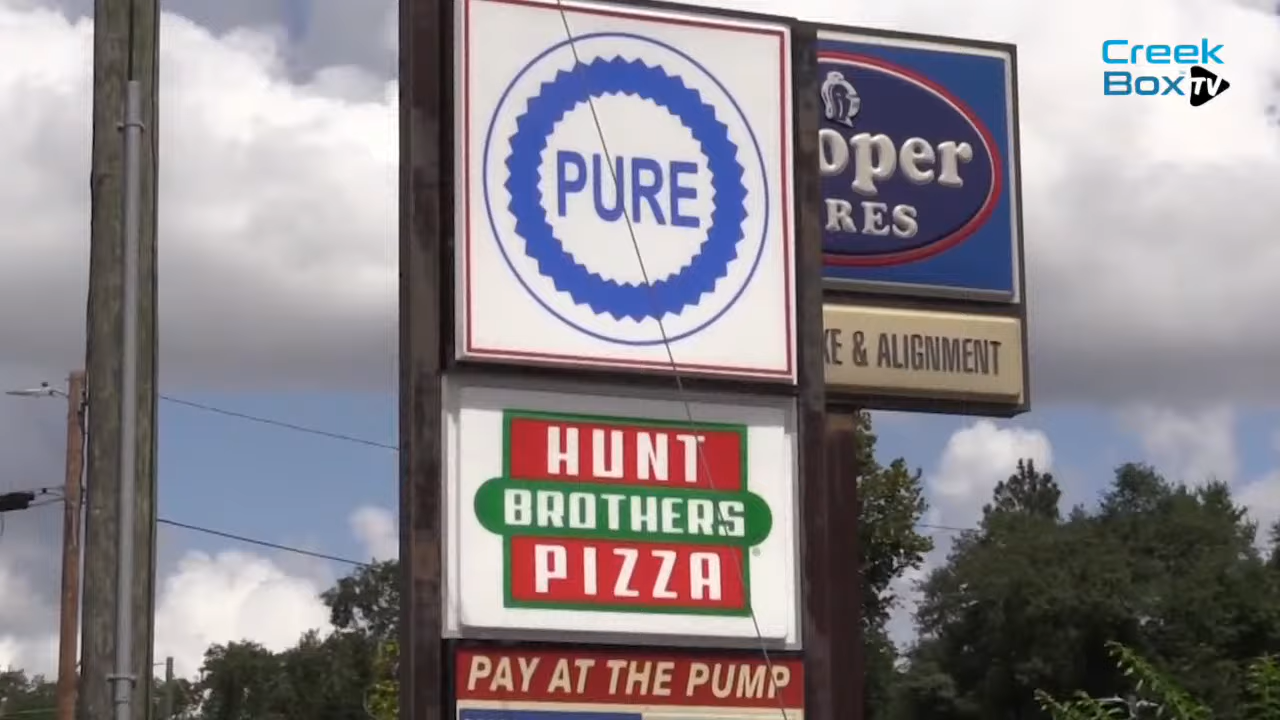 PURE
HUNT
BROTHERS
PIZZA
PAY AT THE PUMP
oper
RES
KE & ALIGNMENT
Creek
Box TV